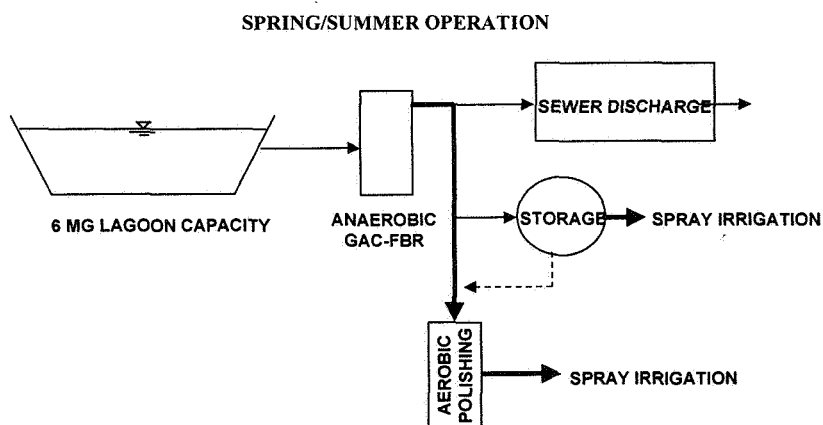 SPRING/SUMMER OPERATION
SEWER DISCHARGE
6 MG LAGOON CAPACITY
ANAEROBIC
GAC-FBR
STORAGE
SPRAY IRRIGATION
AEROBIC
POLISHING
SPRAY IRRIGATION